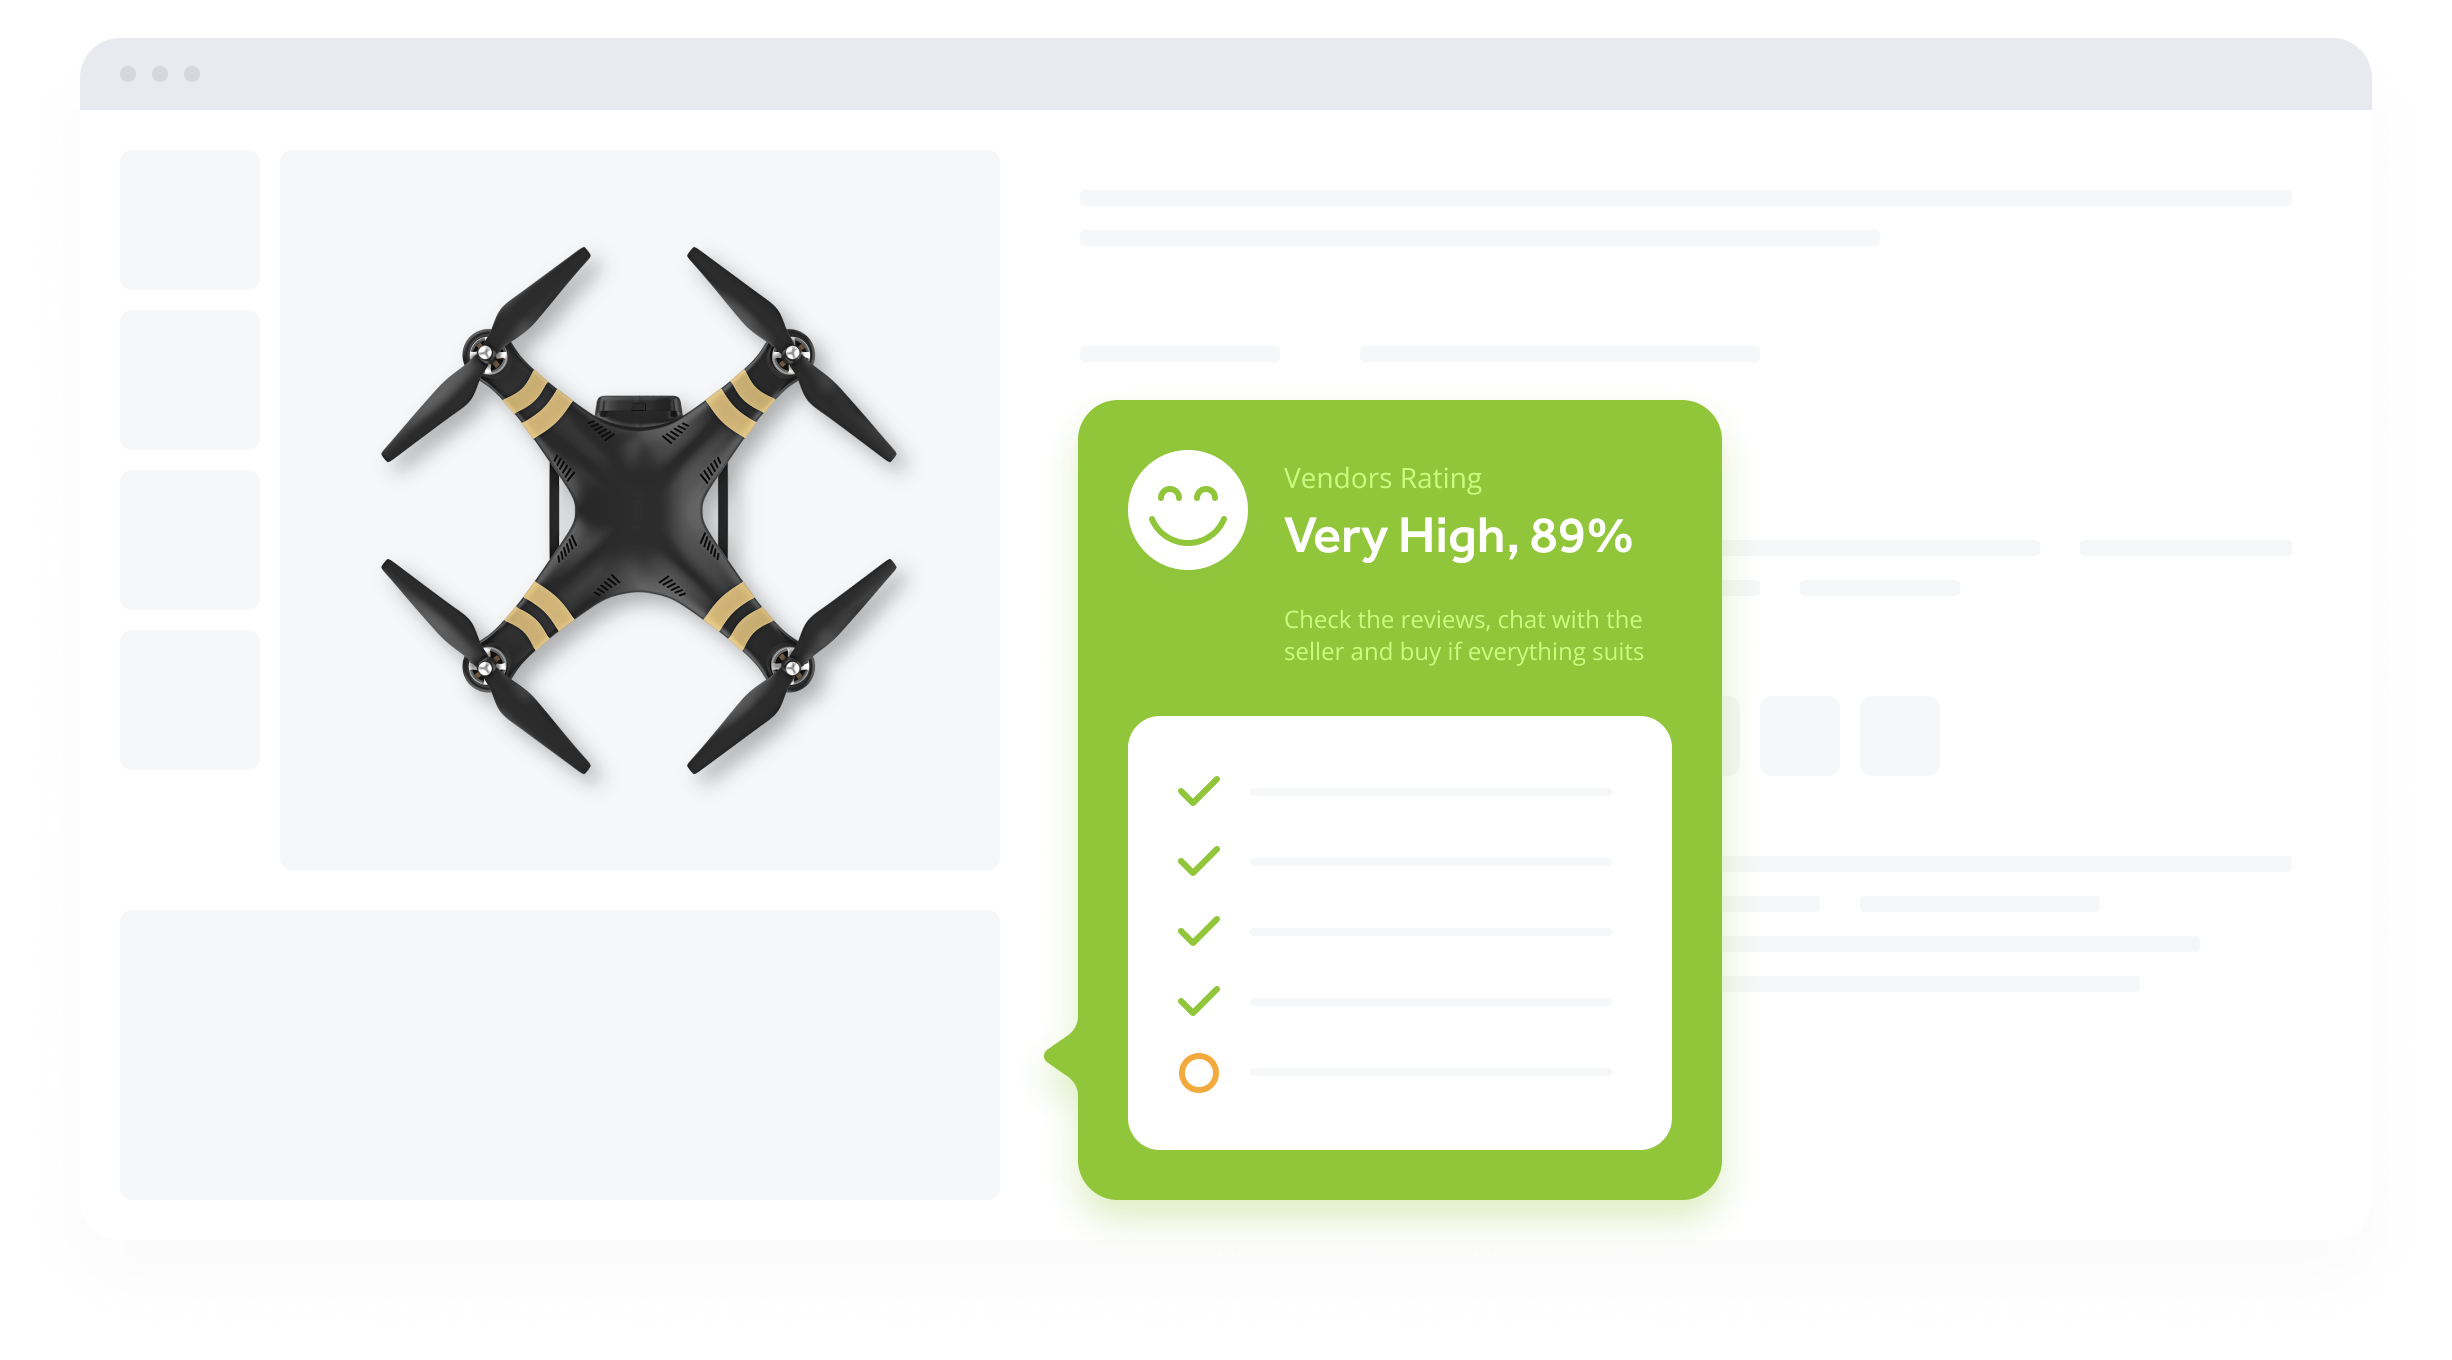 Vendors Rating
Very High, 89%
Check the reviews, chat with the
seller and buy if everything suits